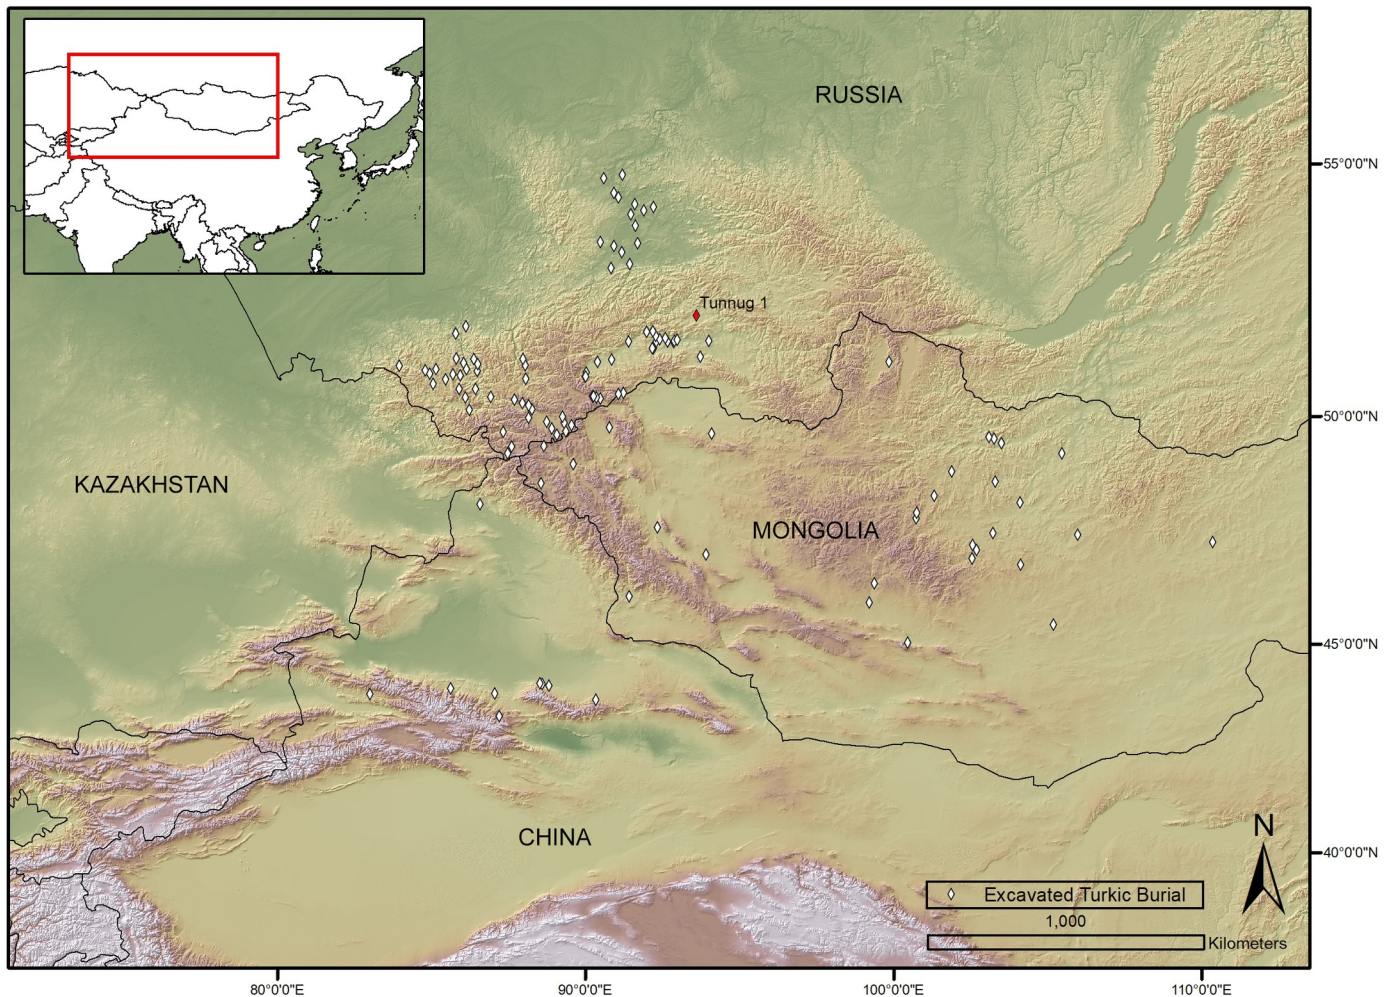 RUSSIA
55°0'0"N
Tunnug 1
50°0'0"N
KAZAKHSTAN
MONGOLIA
45°0'0"N
CHINA
N
40°0'0"N
Excavated Turkic Burial
1,000
Kilometers
80°0'0"E
90°0'0"E
100°0'0"E
110°0'0"E